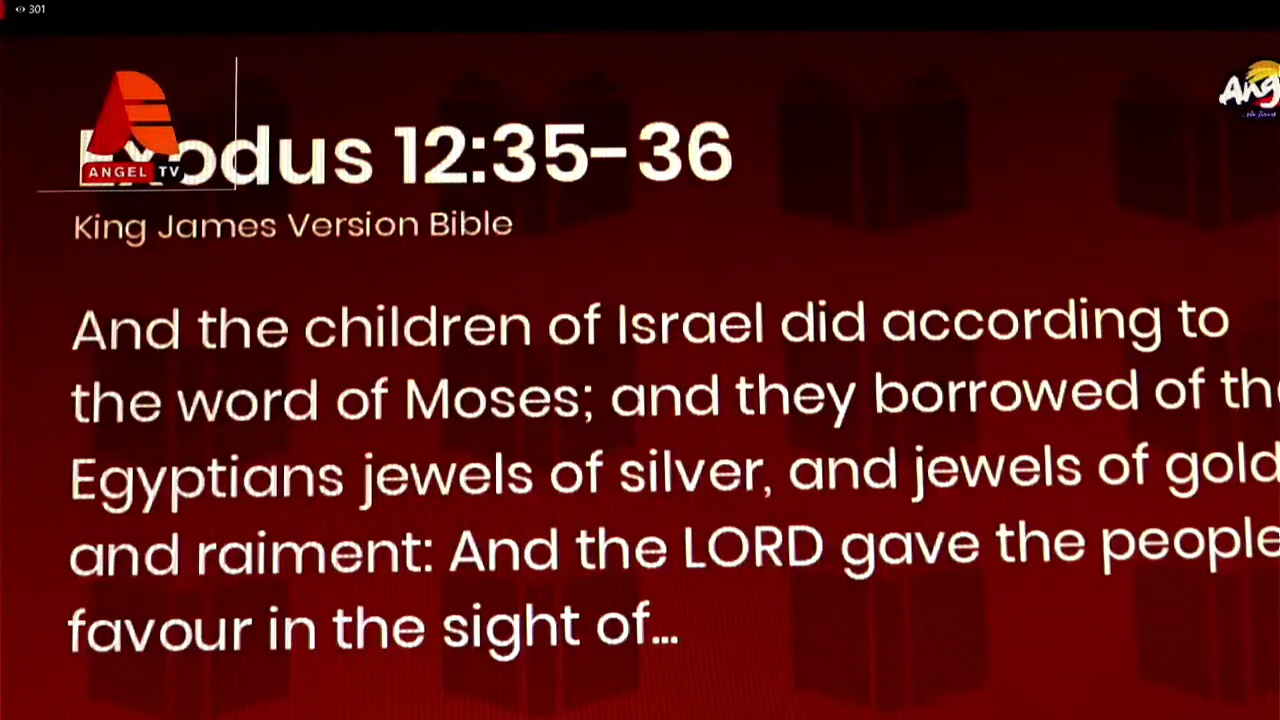 301
ANGEL TV
Exodus 12:35-36
King James Version Bible
And the children of Israel did according to
the word of Moses; and they borrowed of the
Egyptians jewels of silver, and jewels of gold
and raiment: And the LORD gave the people
favour in the sight of...